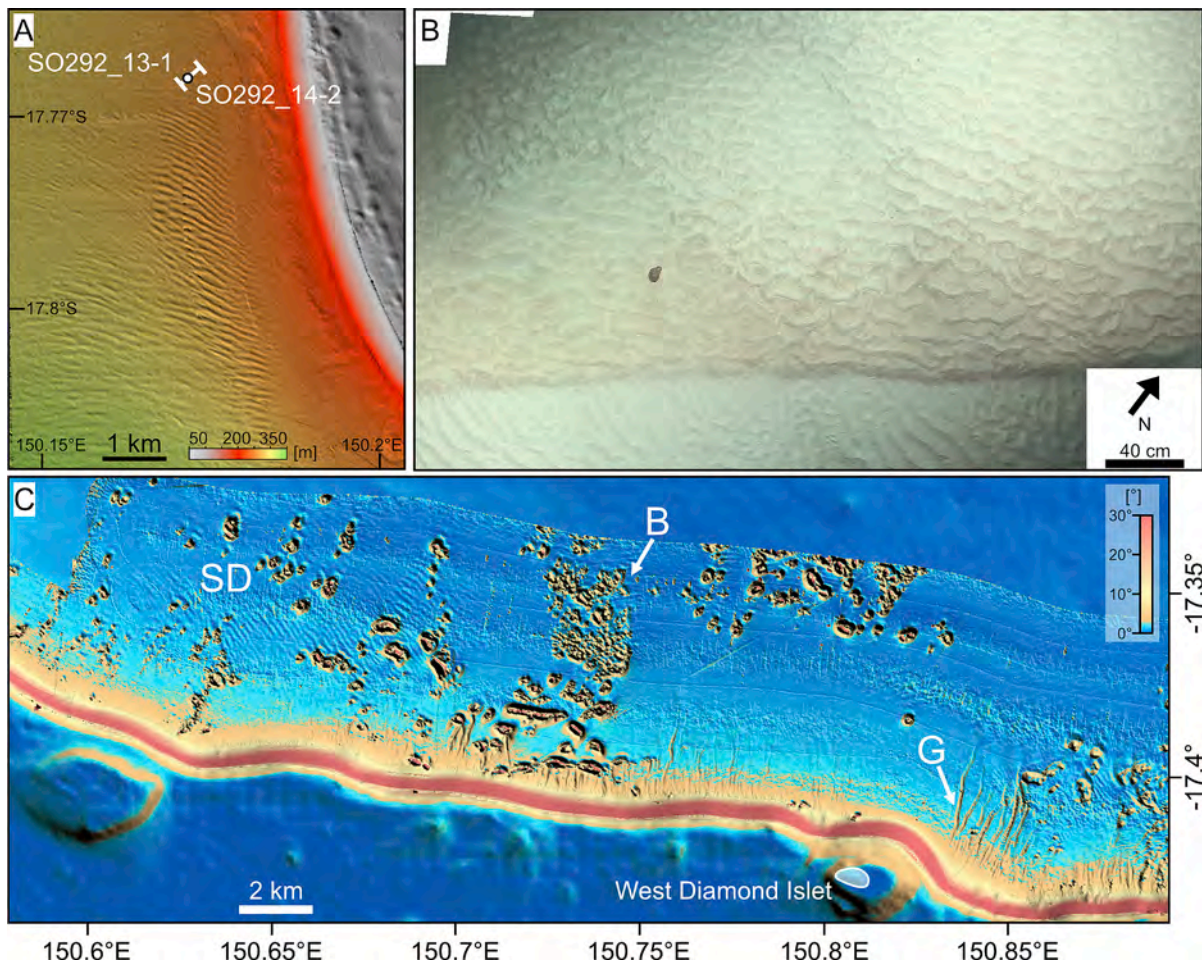 A
SO292_13-1
SO292_14-2
17.77°S
17.8°S
150.15°E
1 km
50 200 350
[m]
150.2°E
B
N
40 cm
C
SD
B
G
[°]
30°
20°
10°
0°
-17.35°
-17.4°
2 km
West Diamond Islet
150.6°E 150.65°E 150.7°E 150.75°E 150.8°E 150.85°E